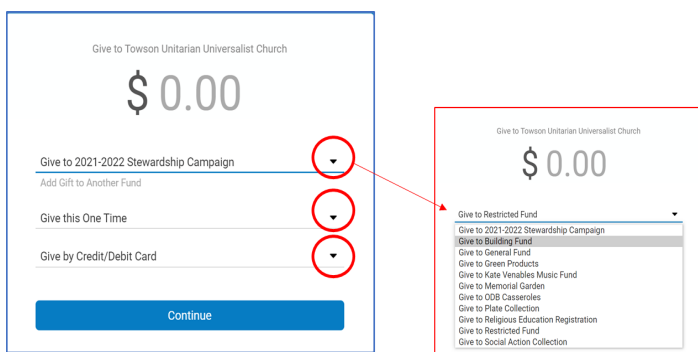 Give to Towson Unitarian Universalist Church
$ 0.00
Give to 2021-2022 Stewardship Campaign
Add Gift to Another Fund
Give this One Time
Give by Credit/Debit Card
Continue
Give to Towson Unitarian Universalist Church
$ 0.00
Give to Restricted Fund
Give to 2021-2022 Stewardship Campaign
Give to Building Fund
Give to General Fund
Give to Green Products
Give to Kate Venables Music Fund
Give to Memorial Garden
Give to ODB Casseroles
Give to Plate Collection
Give to Religious Education Registration
Give to Restricted Fund
Give to Social Action Collection